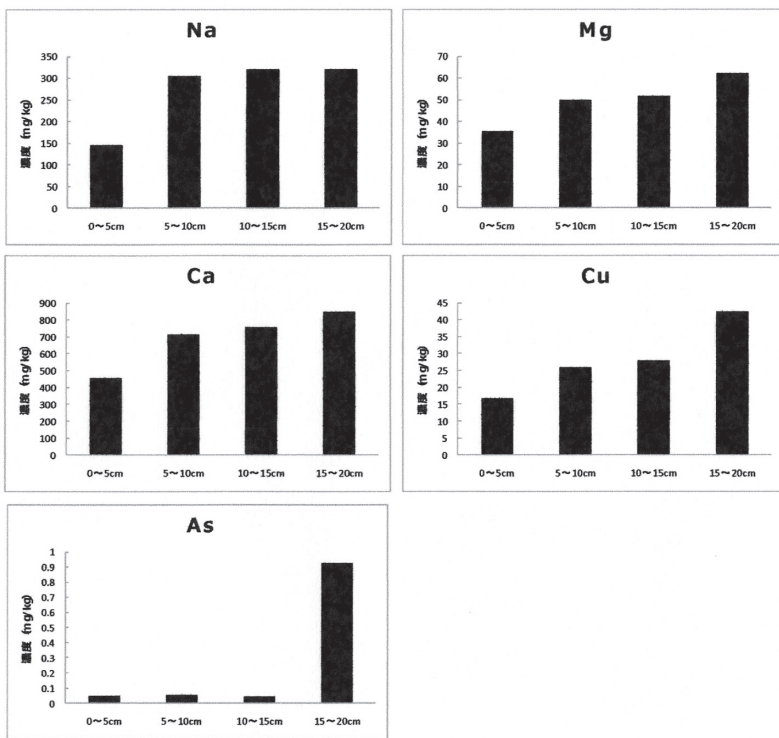 Na
濃度 (mg/kg)
350
300
250
200
150
100
50
0
0～5cm
5～10cm
10～15cm
15～20cm
Mg
濃度 (mg/kg)
70
60
50
40
30
20
10
0
0～5cm
5～10cm
10～15cm
15～20cm
Ca
濃度 (mg/kg)
900
800
700
600
500
400
300
200
100
0
0～5cm
5～10cm
10～15cm
15～20cm
Cu
濃度 (mg/kg)
45
40
35
30
25
20
15
10
5
0
0～5cm
5～10cm
10～15cm
15～20cm
As
濃度 (mg/kg)
1
0.9
0.8
0.7
0.6
0.5
0.4
0.3
0.2
0.1
0
0～5cm
5～10cm
10～15cm
15～20cm